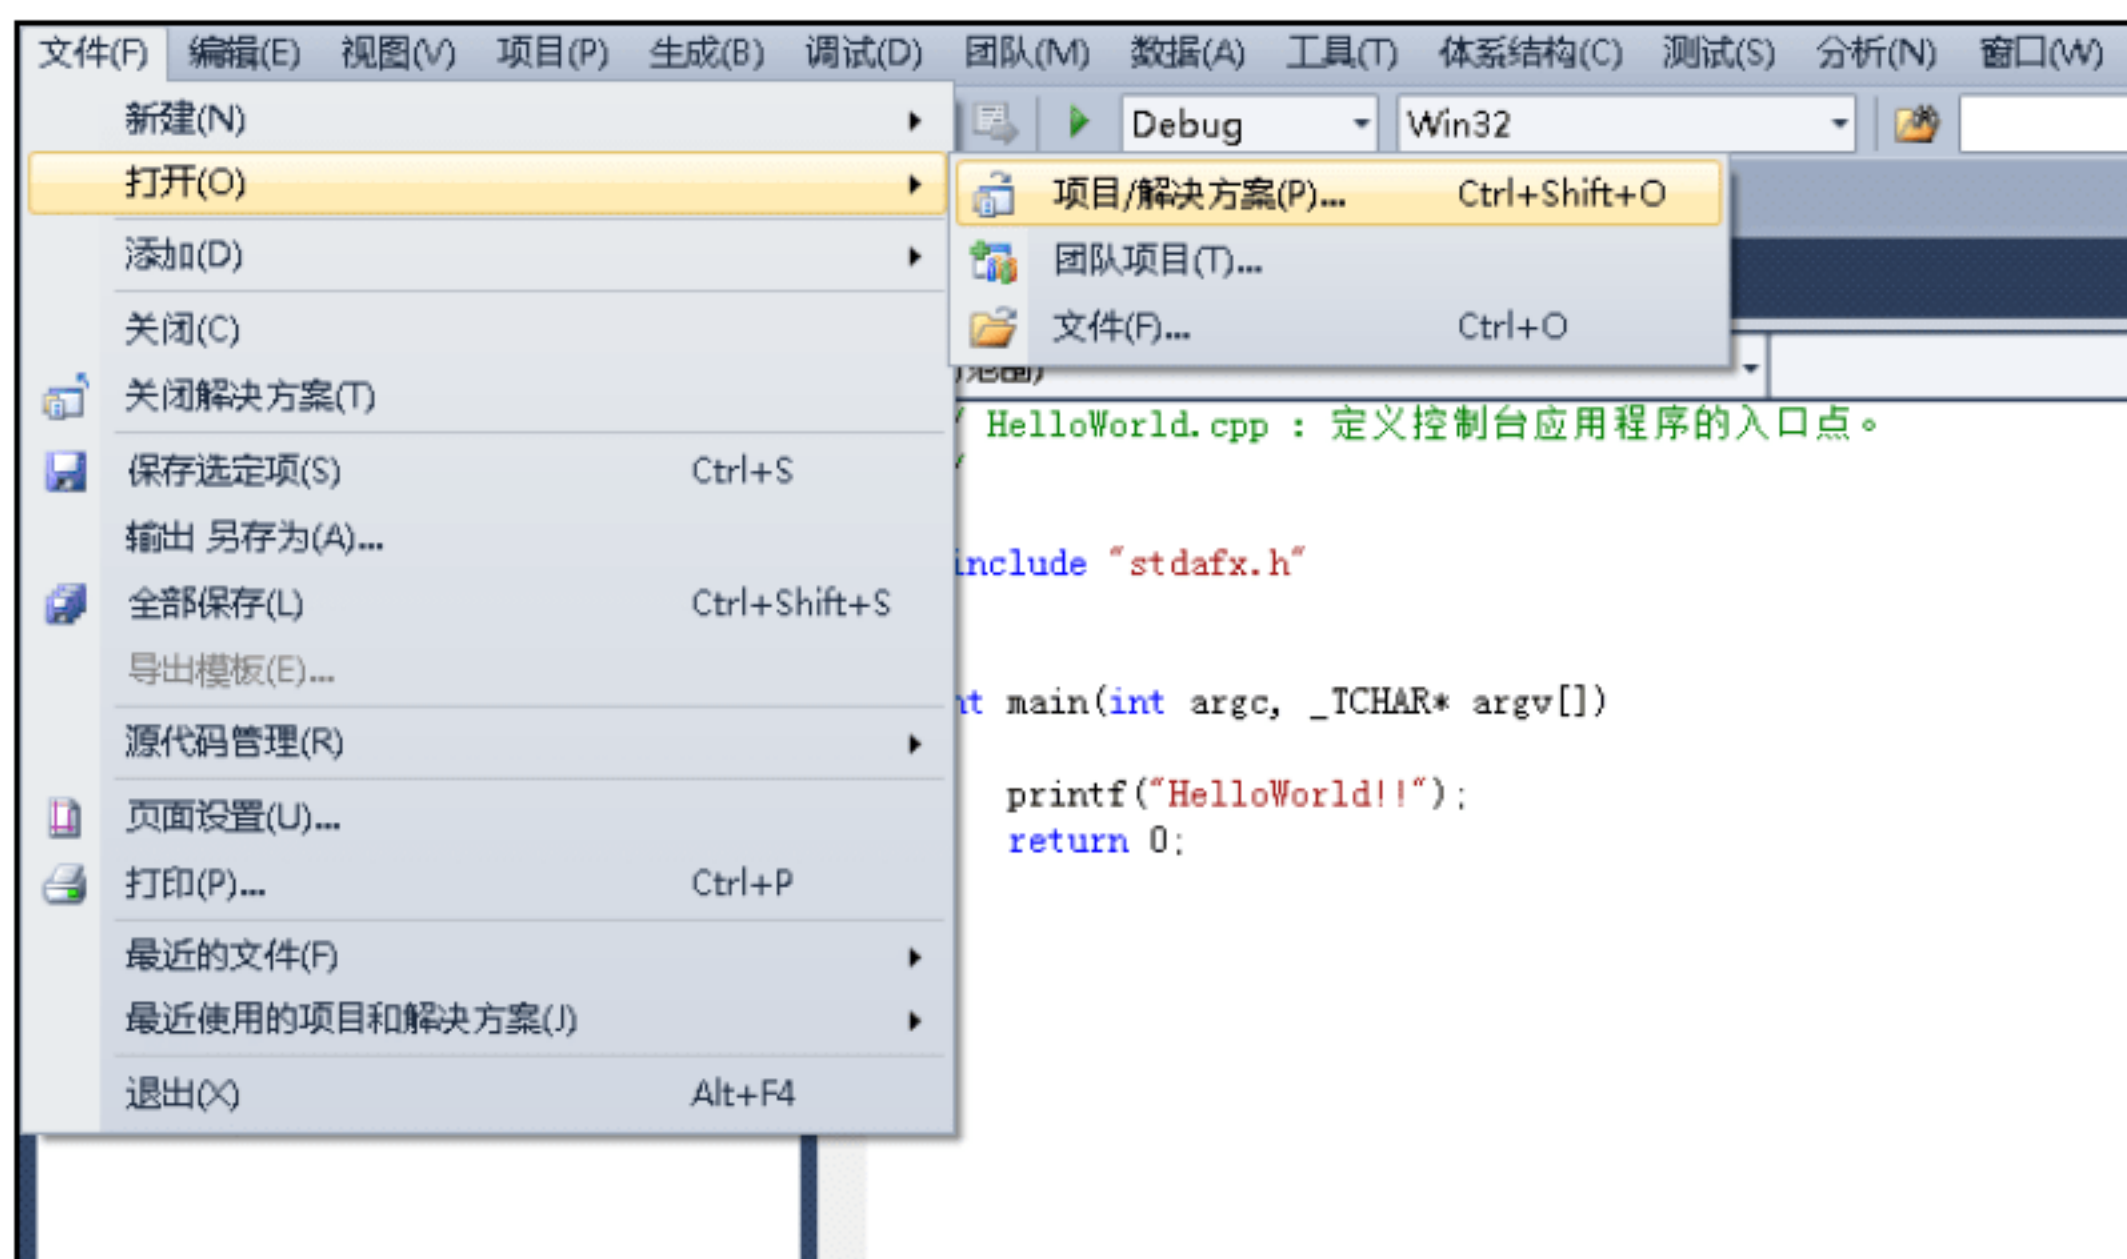 文件(F) 编辑(E) 视图(V) 项目(P) 生成(B) 调试(D) 团队(M) 数据(A) 工具(T) 体系结构(C) 测试(S) 分析(N) 窗口(W)
Debug Win32
新建(N)
打开(O)
添加(D)
关闭(C)
关闭解决方案(T)
保存选定项(S) Ctrl+S
输出 另存为(A)...
全部保存(L) Ctrl+Shift+S
导出模板(E)...
源代码管理(R)
页面设置(U)...
打印(P)... Ctrl+P
最近的文件(F)
最近使用的项目和解决方案(J)
退出(X) Alt+F4
项目/解决方案(P)... Ctrl+Shift+O
团队项目(T)...
文件(F)... Ctrl+O
/ HelloWorld.cpp : 定义控制台应用程序的入口点。
/
include "stdafx.h"
nt main(int argc, _TCHAR* argv[])
printf("HelloWorld!!");
return 0;